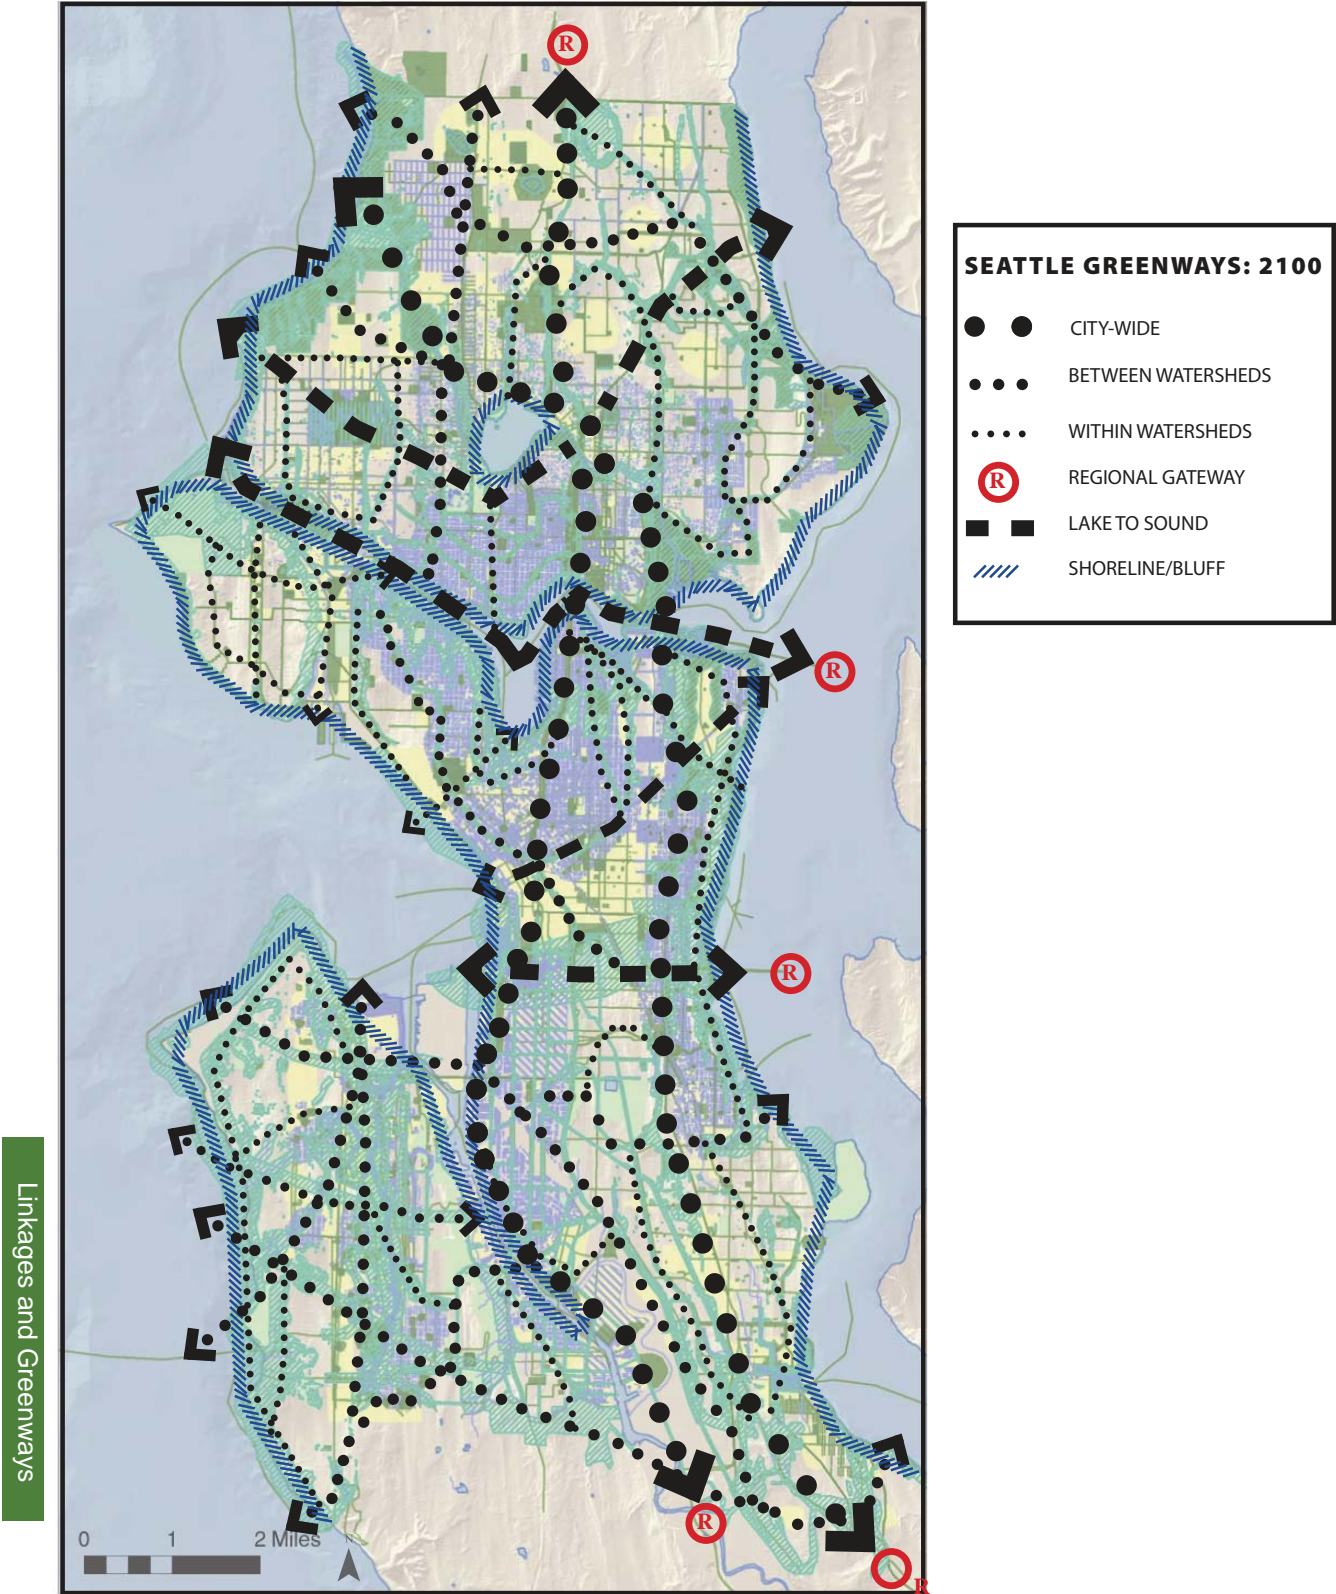 R
SEATTLE GREENWAYS: 2100
CITY-WIDE
BETWEEN WATERSHEDS
WITHIN WATERSHEDS
R
REGIONAL GATEWAY
LAKE TO SOUND
SHORELINE/BLUFF
R
R
Linkages and Greenways
R
0 1 2 Miles
N
R